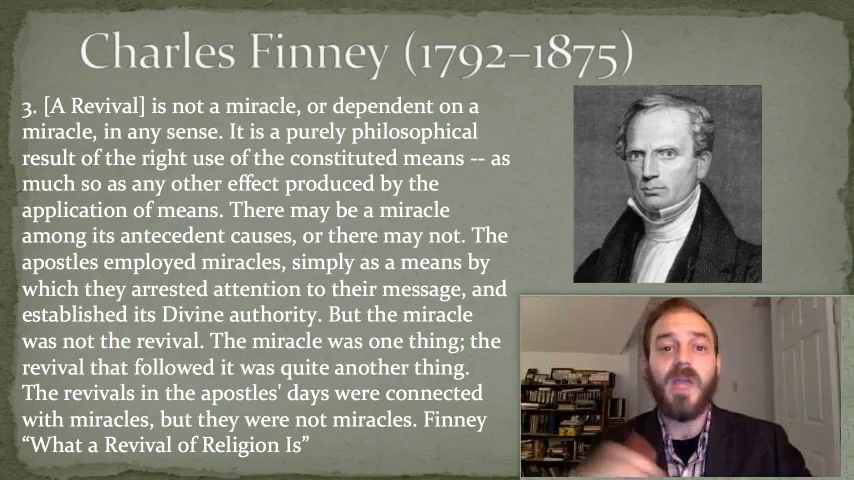 Charles Finney (1792–1875)
3. [A Revival] is not a miracle, or dependent on a
miracle, in any sense. It is a purely philosophical
result of the right use of the constituted means -- as
much so as any other effect produced by the
application of means. There may be a miracle
among its antecedent causes, or there may not. The
apostles employed miracles, simply as a means by
which they arrested attention to their message, and
established its Divine authority. But the miracle
was not the revival. The miracle was one thing; the
revival that followed it was quite another thing.
The revivals in the apostles' days were connected
with miracles, but they were not miracles. Finney
“What a Revival of Religion Is”